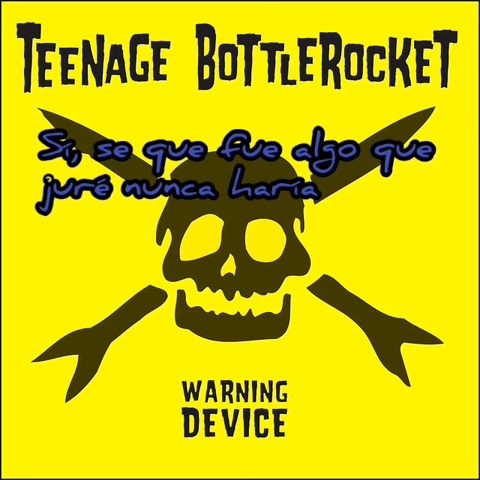 TEENAGE BOTTLEROCKET
Si, se que fue algo que
juré nunca haría
WARNING
DEVICE